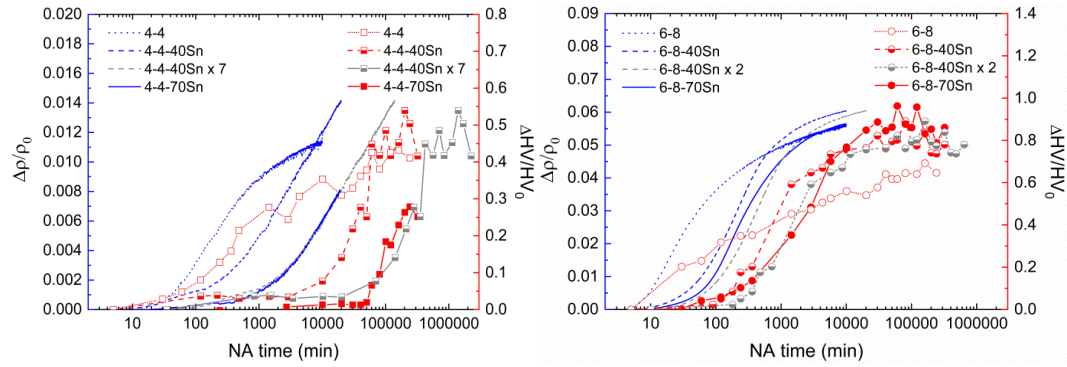 4-4
4-4-40Sn
4-4-40Sn x 7
4-4-70Sn
4-4
4-4-40Sn
4-4-40Sn x 7
4-4-70Sn
0.020
0.018
0.016
0.014
0.012
0.010
0.008
0.006
0.004
0.002
0.000
Δρ/ρ0
0.8
0.7
0.6
0.5
0.4
0.3
0.2
0.1
0.0
ΔHV/HV0
1 10 100 1000 10000 100000 1000000
NA time (min)
6-8
6-8-40Sn
6-8-40Sn x 2
6-8-70Sn
6-8
6-8-40Sn
6-8-40Sn x 2
6-8-70Sn
0.09
0.08
0.07
0.06
0.05
0.04
0.03
0.02
0.01
0.00
Δρ/ρ0
1.4
1.2
1.0
0.8
0.6
0.4
0.2
0.0
ΔHV/HV0
1 10 100 1000 10000 100000 1000000
NA time (min)